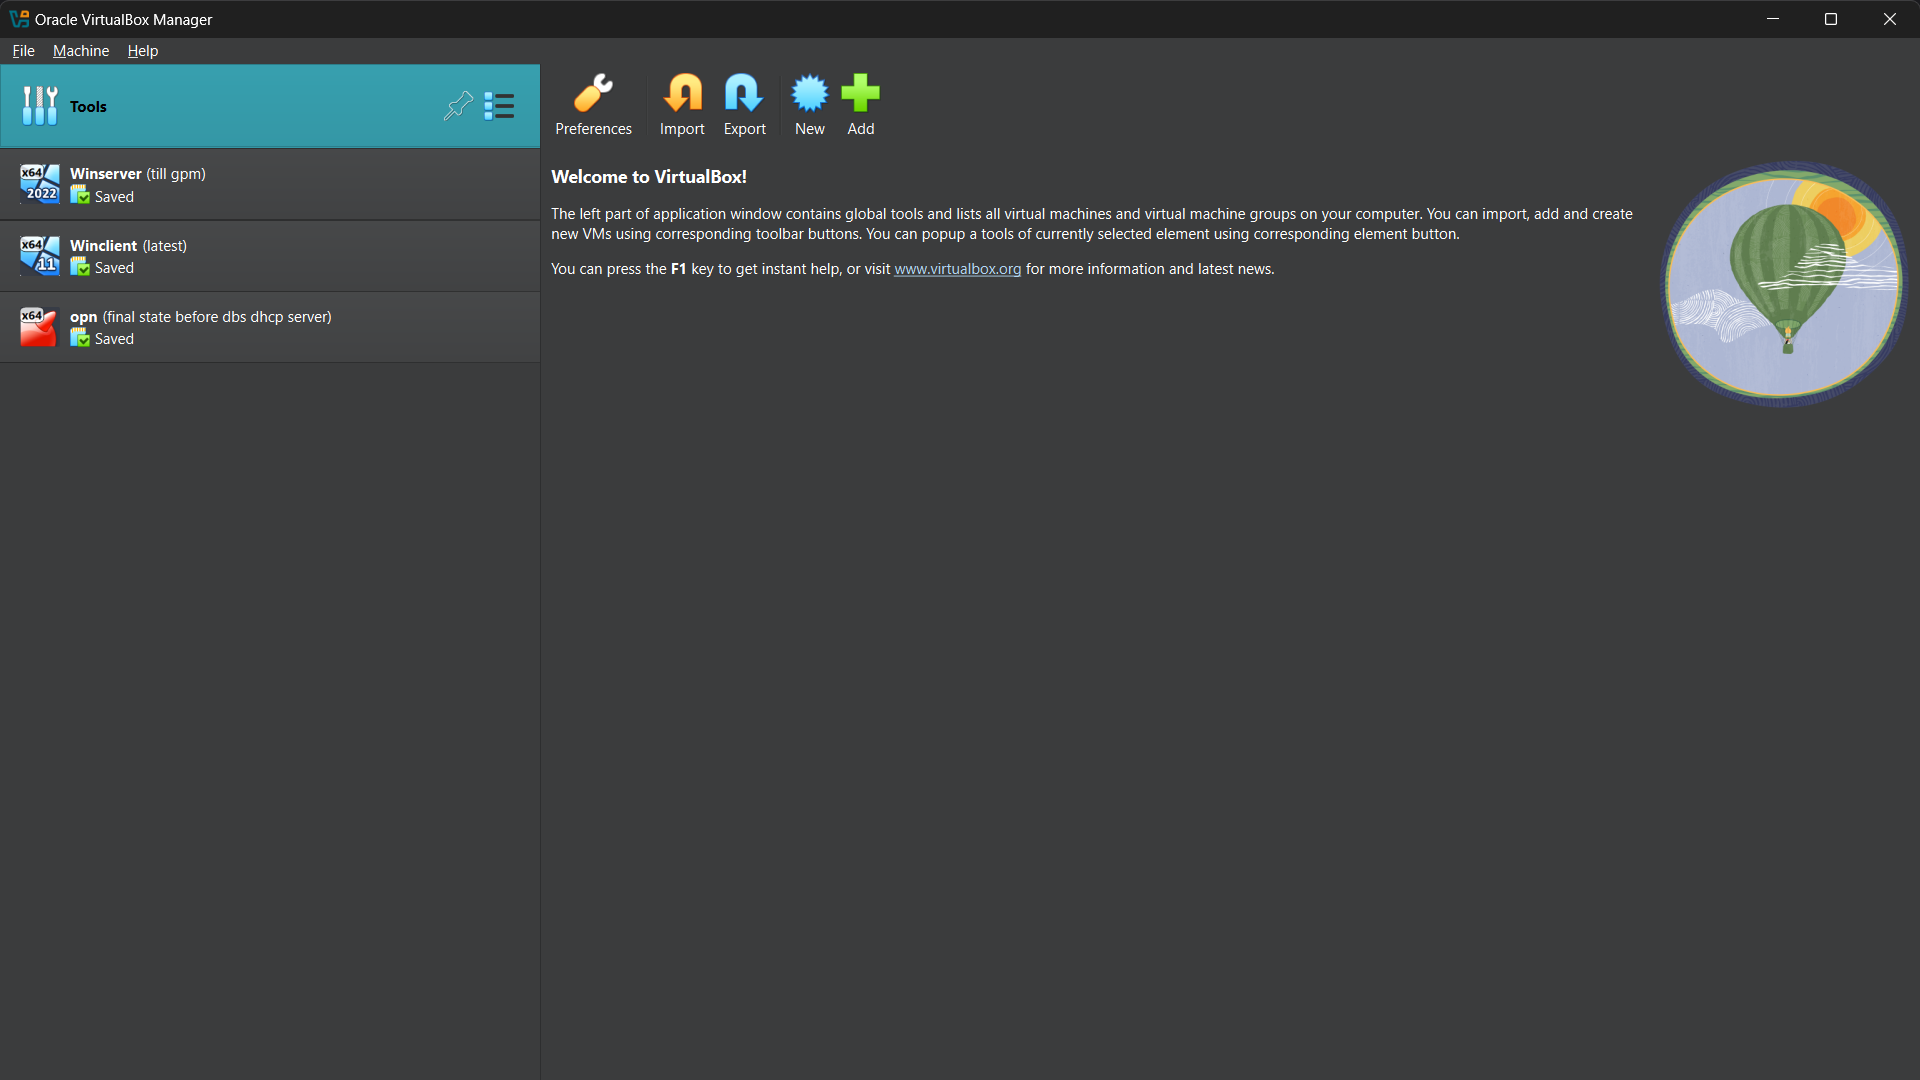 Oracle VirtualBox Manager
File Machine Help
Tools
x64 2022
Winserver (till gpm)
Saved
x64 11
Winclient (latest)
Saved
x64
opn (final state before dbs dhcp server)
Saved
Preferences Import Export New Add
Welcome to VirtualBox!
The left part of application window contains global tools and lists all virtual machines and virtual machine groups on your computer. You can import, add and create
new VMs using corresponding toolbar buttons. You can popup a tools of currently selected element using corresponding element button.
You can press the F1 key to get instant help, or visit www.virtualbox.org for more information and latest news.